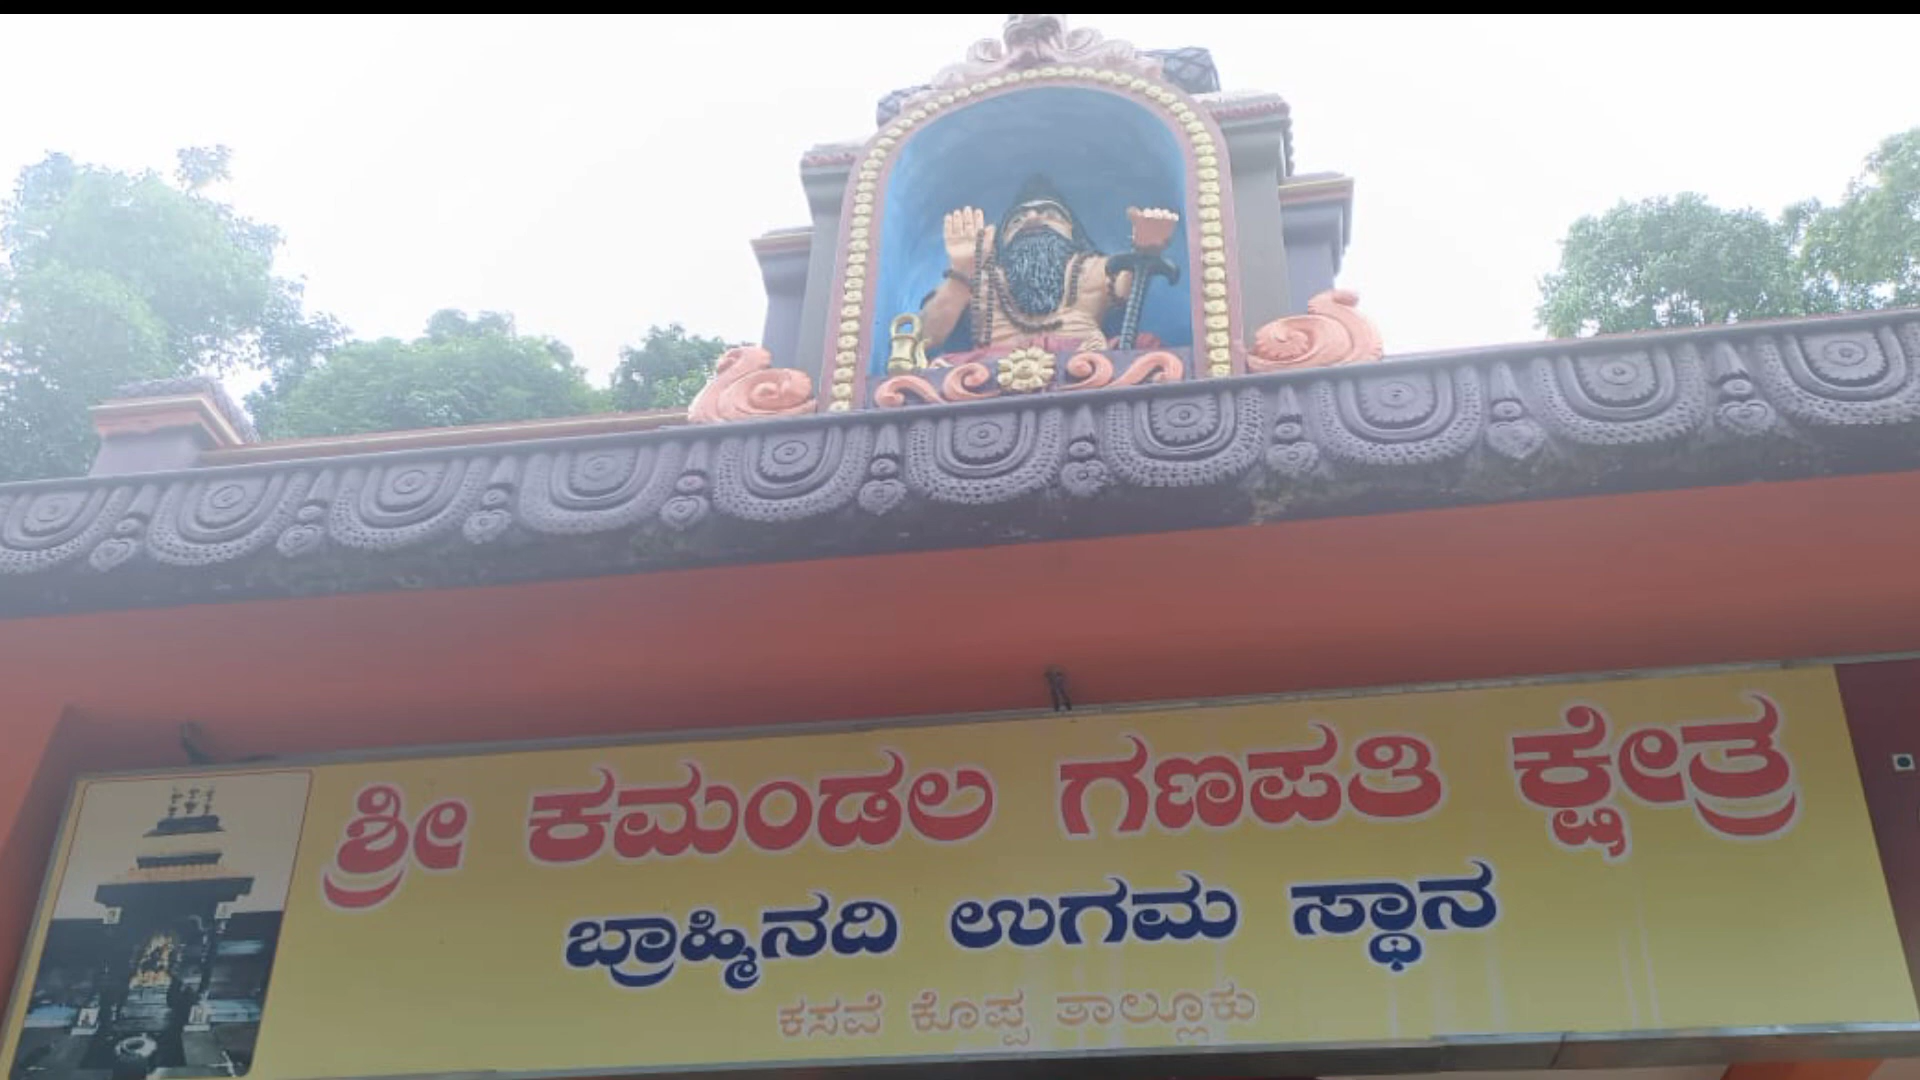 ಶ್ರೀ ಕಮಂಡಲ ಗಣಪತಿ ಕ್ಷೇತ್ರ
ಬ್ರಾಹ್ಮಿನದಿ ಉಗಮ ಸ್ಥಾನ
ಕಸವೆ ಕೊಪ್ಪ ತಾಲ್ಲೂಕು